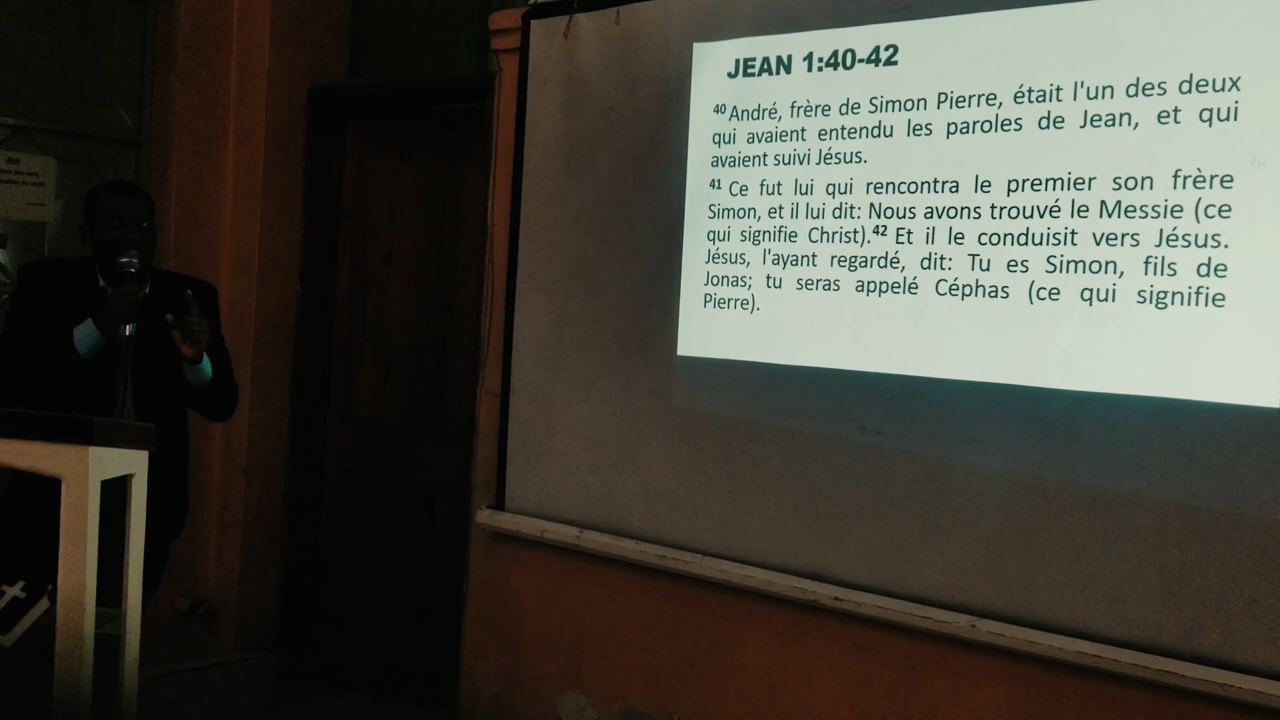 JEAN 1:40-42
40 André, frère de Simon Pierre, était l'un des deux
qui avaient entendu les paroles de Jean, et qui
avaient suivi Jésus.
41 Ce fut lui qui rencontra le premier son frère
Simon, et il lui dit: Nous avons trouvé le Messie (ce
qui signifie Christ).42 Et il le conduisit vers Jésus.
Jésus, l'ayant regardé, dit: Tu es Simon, fils de
Jonas; tu seras appelé Céphas (ce qui signifie
Pierre).